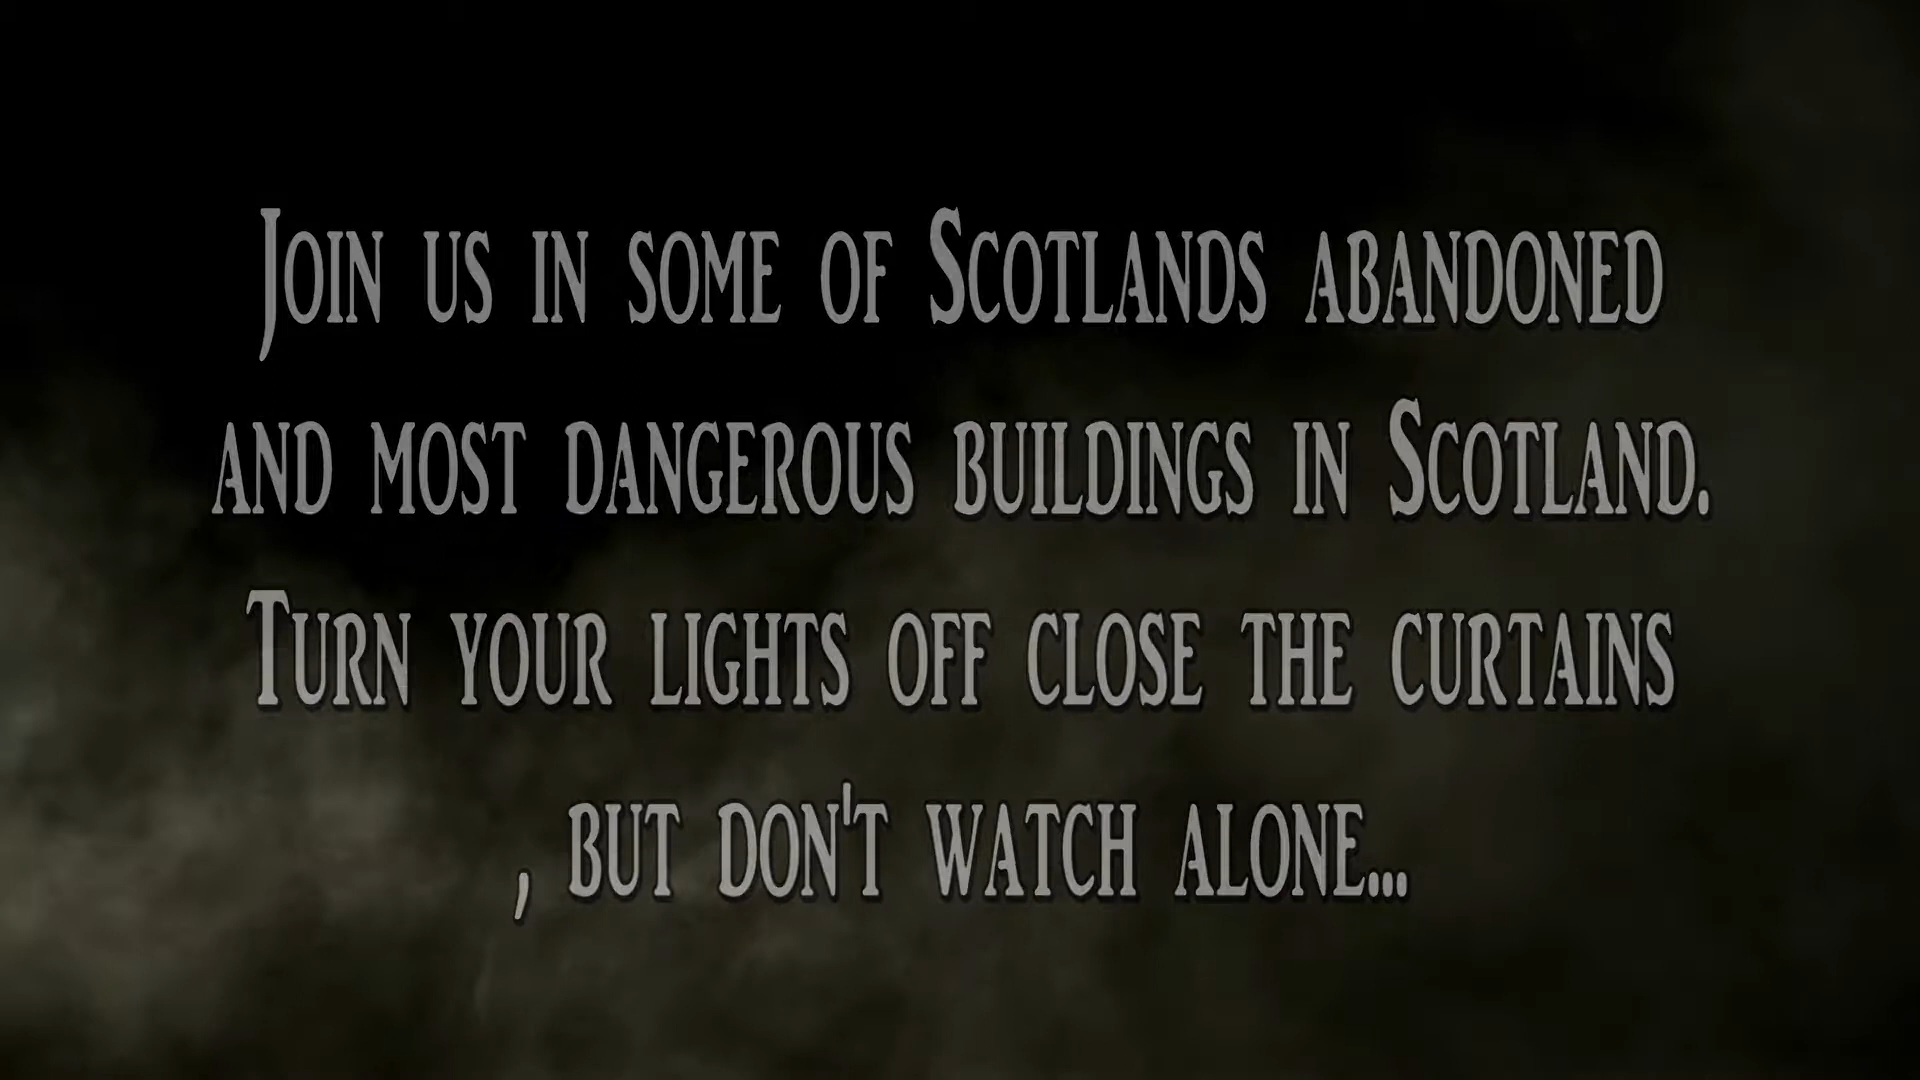 Join us in some of Scotlands abandoned
and most dangerous buildings in Scotland.
Turn your lights off close the curtains
, but don't watch alone...